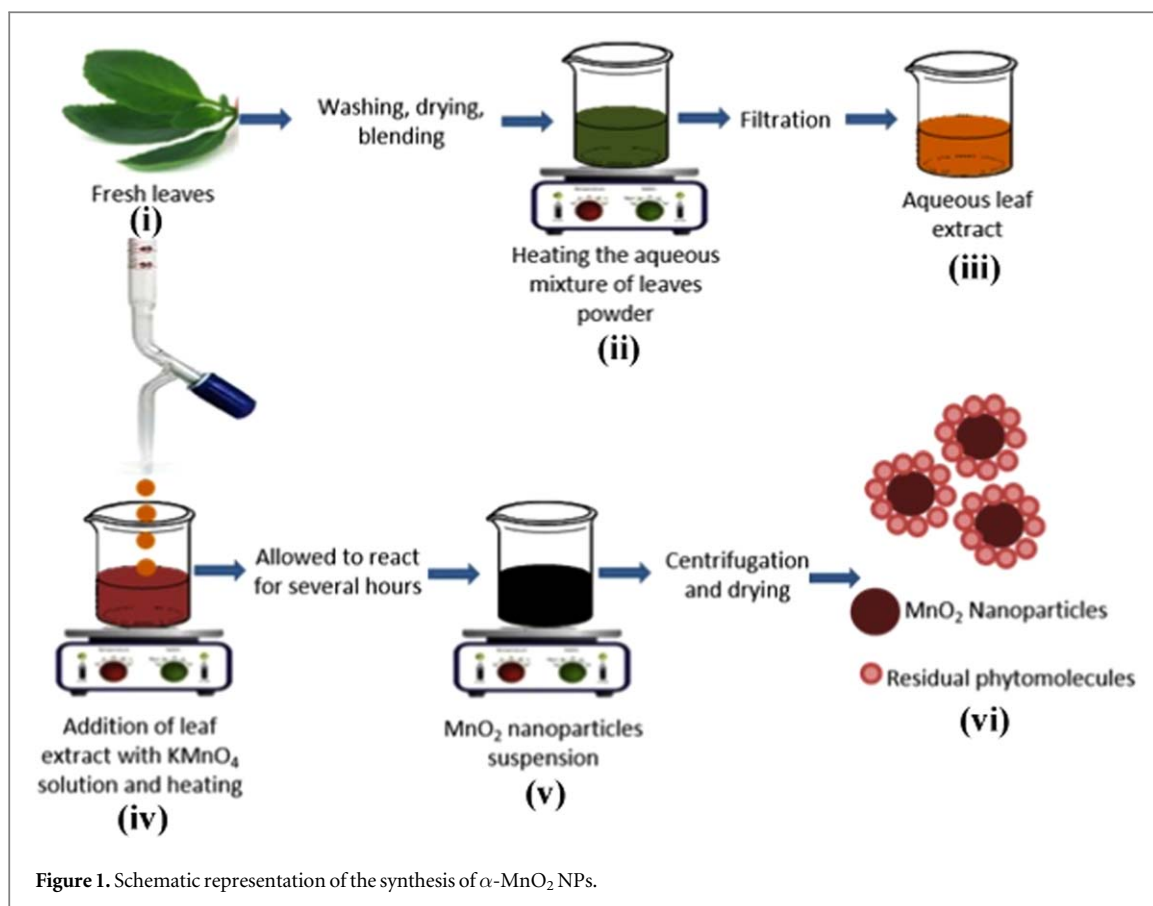 Fresh leaves
(i)
Washing, drying,
blending
Heating the aqueous
mixture of leaves
powder
(ii)
Filtration
Aqueous leaf
extract
(iii)
Addition of leaf
extract with KMnO₄
solution and heating
(iv)
Allowed to react
for several hours
MnO₂ nanoparticles
suspension
(v)
Centrifugation
and drying
MnO₂ Nanoparticles
Residual phytomolecules
(vi)
Figure 1. Schematic representation of the synthesis of α-MnO₂ NPs.